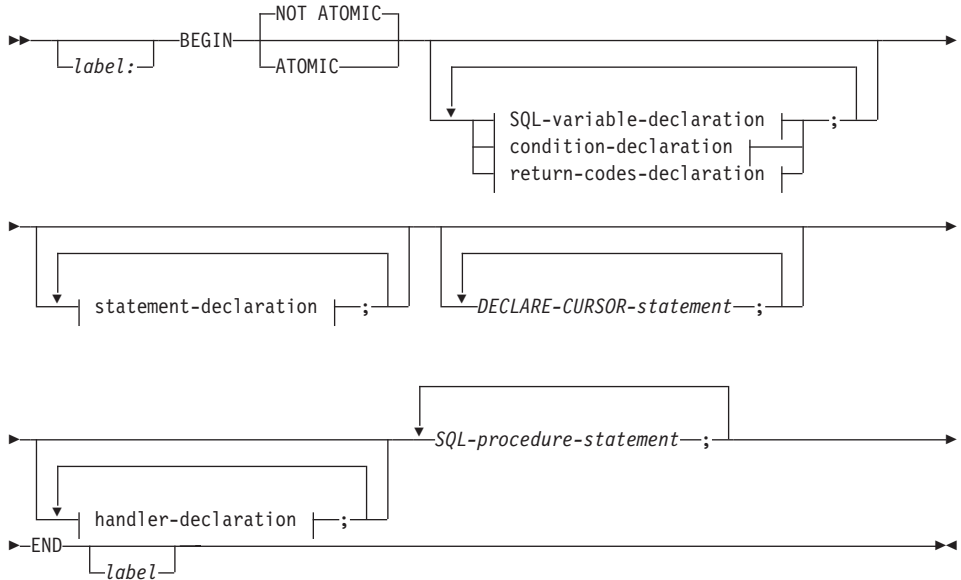 NOT ATOMIC
label:
BEGIN
ATOMIC
SQL-variable-declaration ;
condition-declaration
return-codes-declaration
statement-declaration ;
DECLARE-CURSOR-statement ;
SQL-procedure-statement ;
handler-declaration ;
END
label